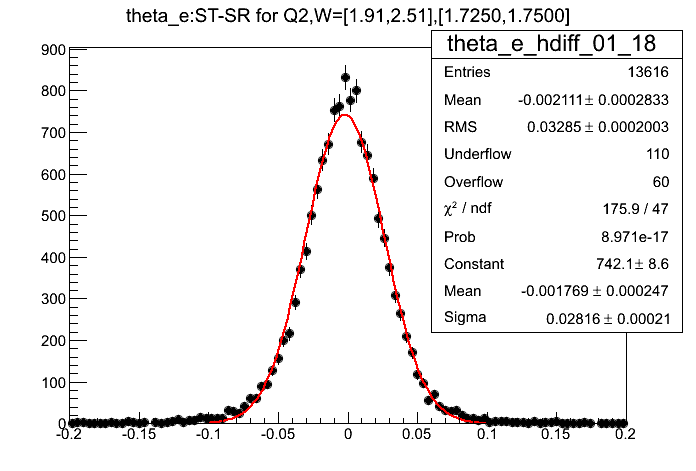 theta_e:ST-SR for Q2,W=[1.91,2.51],[1.7250,1.7500]
theta_e_hdiff_01_18
Entries 13616
Mean -0.002111± 0.0002833
RMS 0.03285± 0.0002003
Underflow 110
Overflow 60
χ² / ndf 175.9 / 47
Prob 8.971e-17
Constant 742.1± 8.6
Mean -0.001769 ± 0.000247
Sigma 0.02816 ± 0.00021
900
800
700
600
500
400
300
200
100
0
-0.2 -0.15 -0.1 -0.05 0 0.05 0.1 0.15 0.2